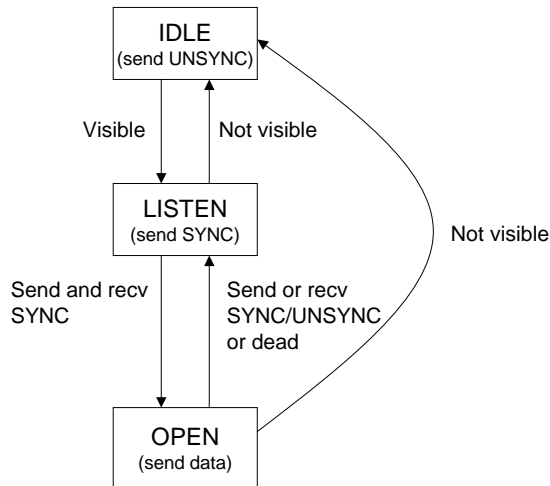 IDLE
(send UNSYNC)
Visible
Not visible
LISTEN
(send SYNC)
Not visible
Send and recv
SYNC
Send or recv
SYNC/UNSYNC
or dead
OPEN
(send data)